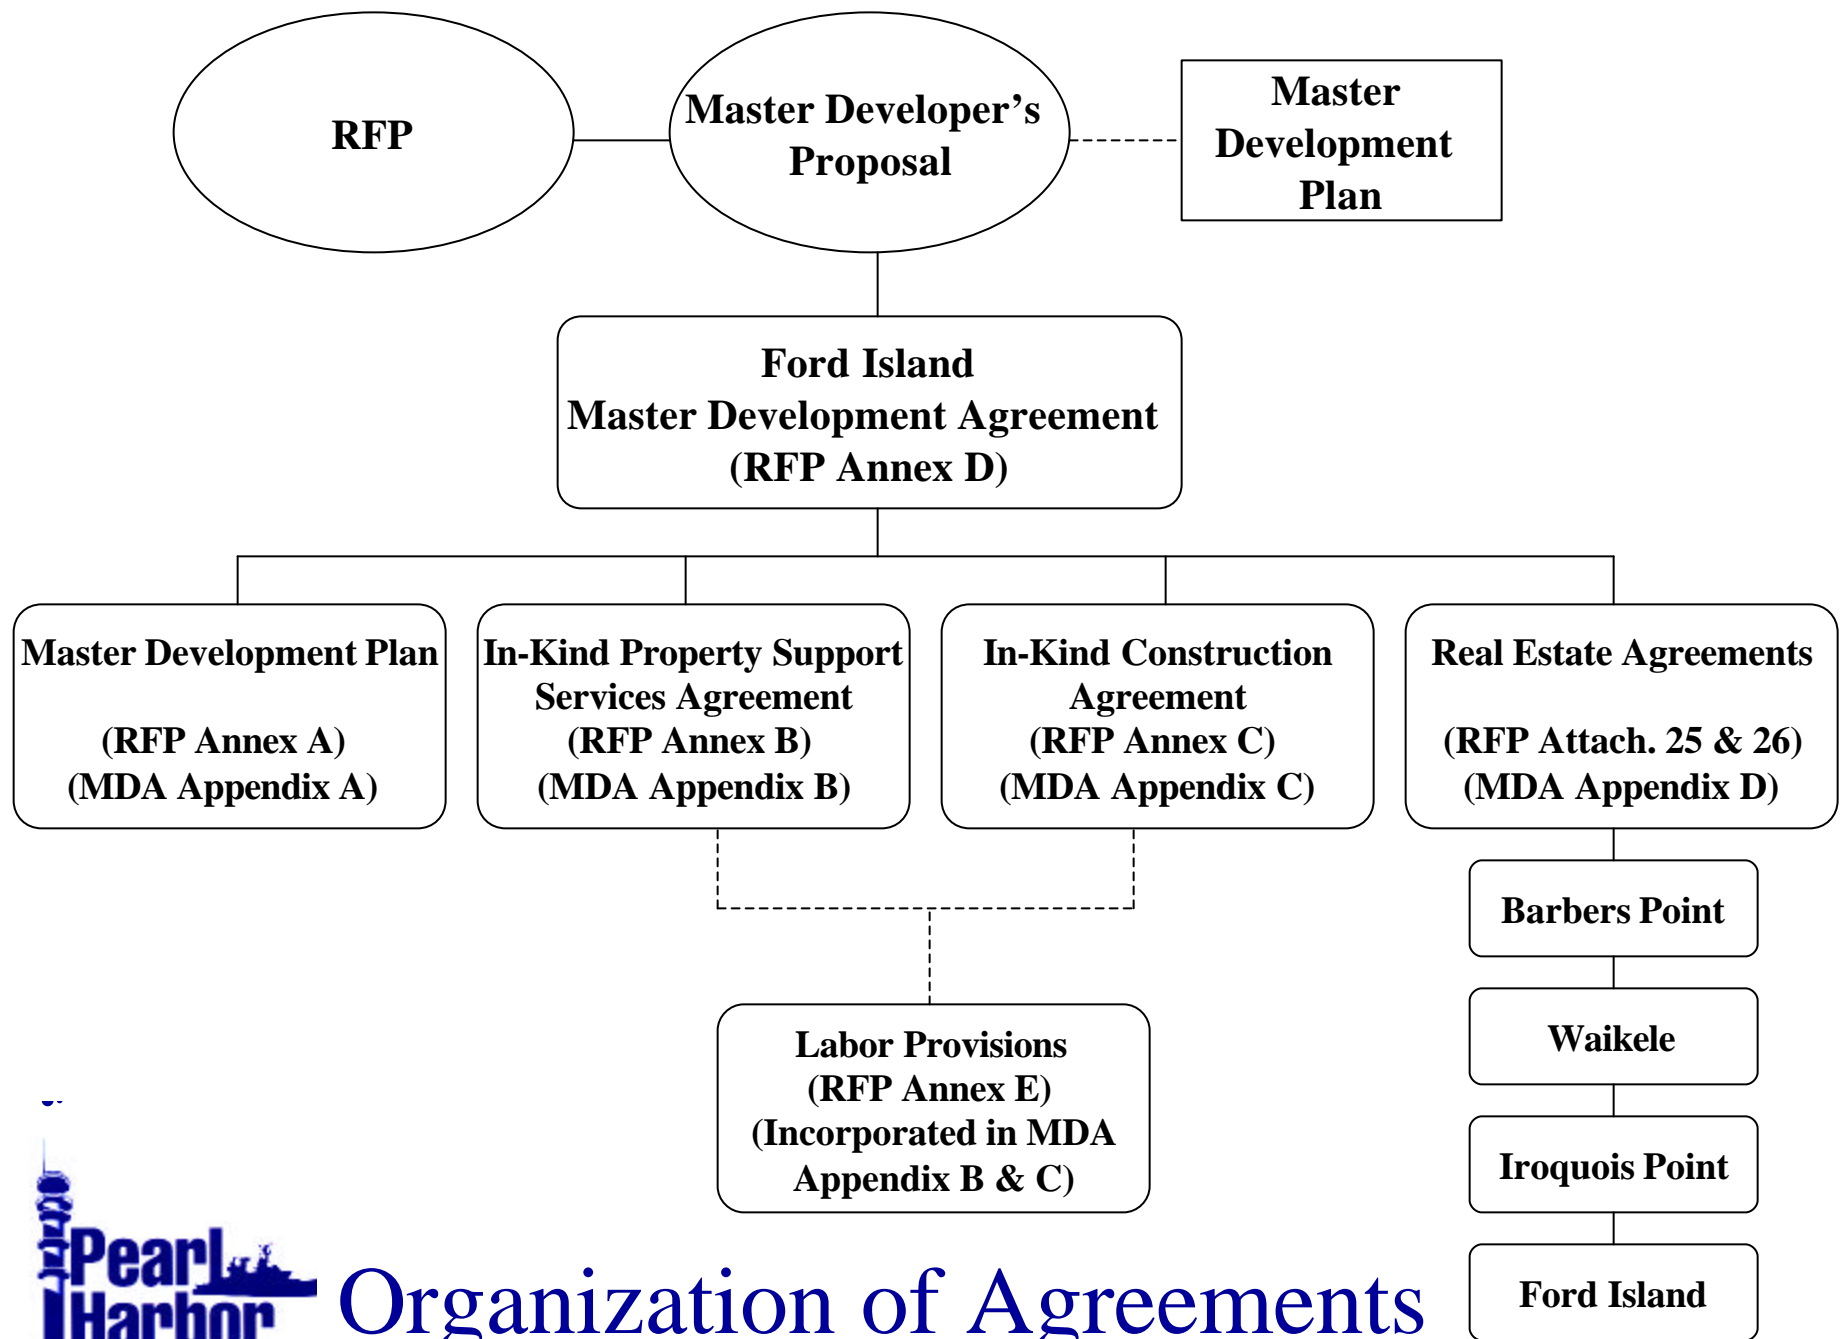 RFP
Master Developer's
Proposal
Master
Development
Plan
Ford Island
Master Development Agreement
(RFP Annex D)
Master Development Plan
(RFP Annex A)
(MDA Appendix A)
In-Kind Property Support
Services Agreement
(RFP Annex B)
(MDA Appendix B)
In-Kind Construction
Agreement
(RFP Annex C)
(MDA Appendix C)
Real Estate Agreements
(RFP Attach. 25 & 26)
(MDA Appendix D)
Barbers Point
Waikele
Iroquois Point
Ford Island
Labor Provisions
(RFP Annex E)
(Incorporated in MDA
Appendix B & C)
Pearl
Harbor
Organization of Agreements